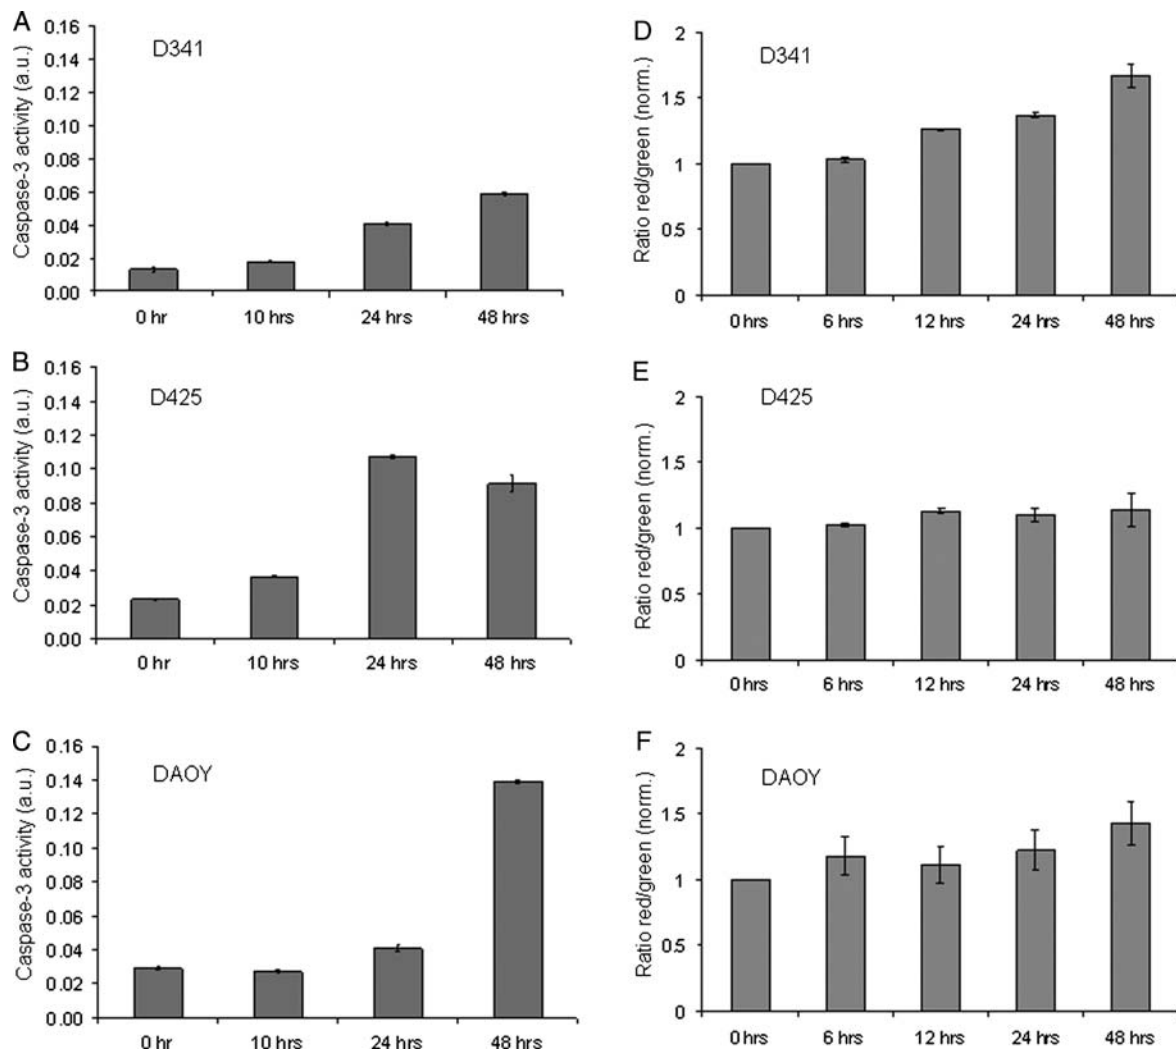 A
D341
Caspase-3 activity (a.u.)
0.16
0.14
0.12
0.10
0.08
0.06
0.04
0.02
0.00
0 hr 10 hrs 24 hrs 48 hrs
B
D425
Caspase-3 activity (a.u.)
0.16
0.14
0.12
0.10
0.08
0.06
0.04
0.02
0.00
0 hr 10 hrs 24 hrs 48 hrs
C
DAOY
Caspase-3 activity (a.u.)
0.16
0.14
0.12
0.10
0.08
0.06
0.04
0.02
0.00
0 hr 10 hrs 24 hrs 48 hrs
D
D341
Ratio red/green (norm.)
2
1.5
1
0.5
0
0 hrs 6 hrs 12 hrs 24 hrs 48 hrs
E
D425
Ratio red/green (norm.)
2
1.5
1
0.5
0
0 hrs 6 hrs 12 hrs 24 hrs 48 hrs
F
DAOY
Ratio red/green (norm.)
2
1.5
1
0.5
0
0 hrs 6 hrs 12 hrs 24 hrs 48 hrs